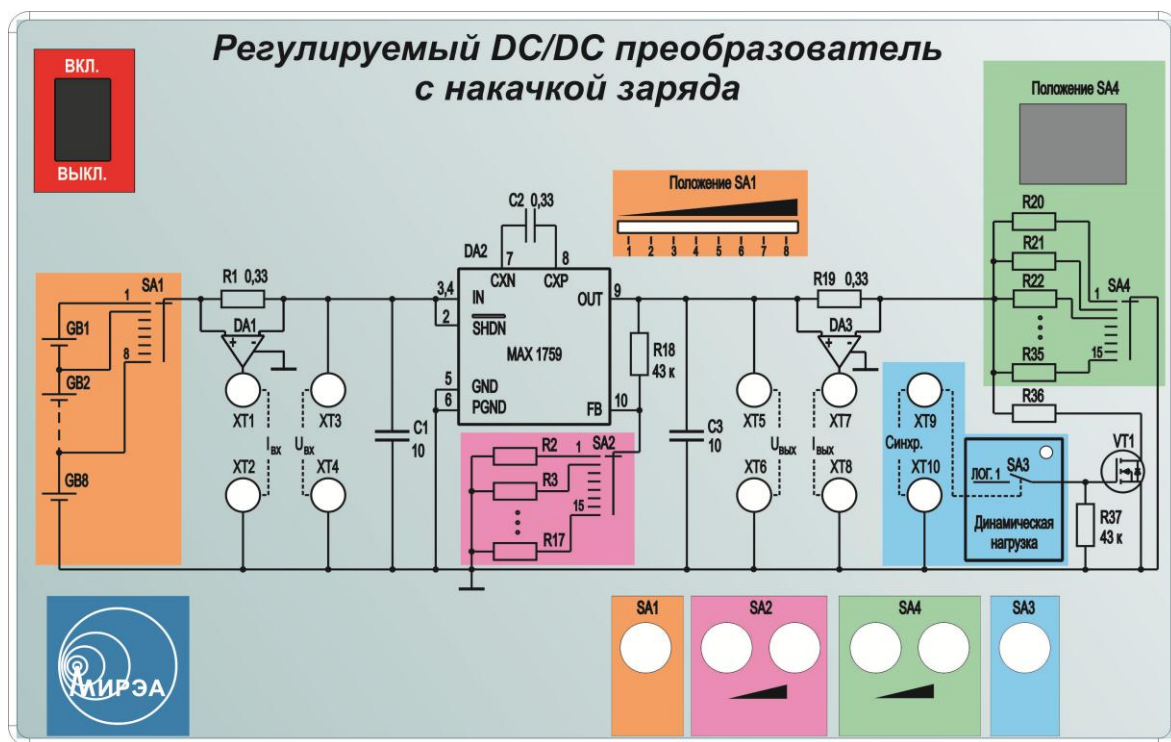 Регулируемый DC/DC преобразователь
с накачкой заряда
ВКЛ.
ВЫКЛ.
Положение SA4
Положение SA1
1 2 3 4 5 6 7 8
C2 0,33
DA2
7 8
CXN CXP
3,4 IN
2 SHDN
OUT 9
MAX 1759
5 GND
6 PGND
FB 10
SA1
1
8
GB1
GB2
GB8
R1 0,33
DA1
+ -
XT1
XT2
Iвх
XT3
XT4
Uвх
C1
10
R18
43 к
R2
R3
R17
1
15
SA2
C3
10
XT5
XT6
Uвых
R19 0,33
DA3
+ -
XT7
XT8
Iвых
XT9
XT10
Синхр.
ЛОГ. 1
SA3
Динамическая
нагрузка
R20
R21
R22
R35
R36
1
15
SA4
VT1
R37
43 к
МИРЭА
SA1
SA2
SA4
SA3